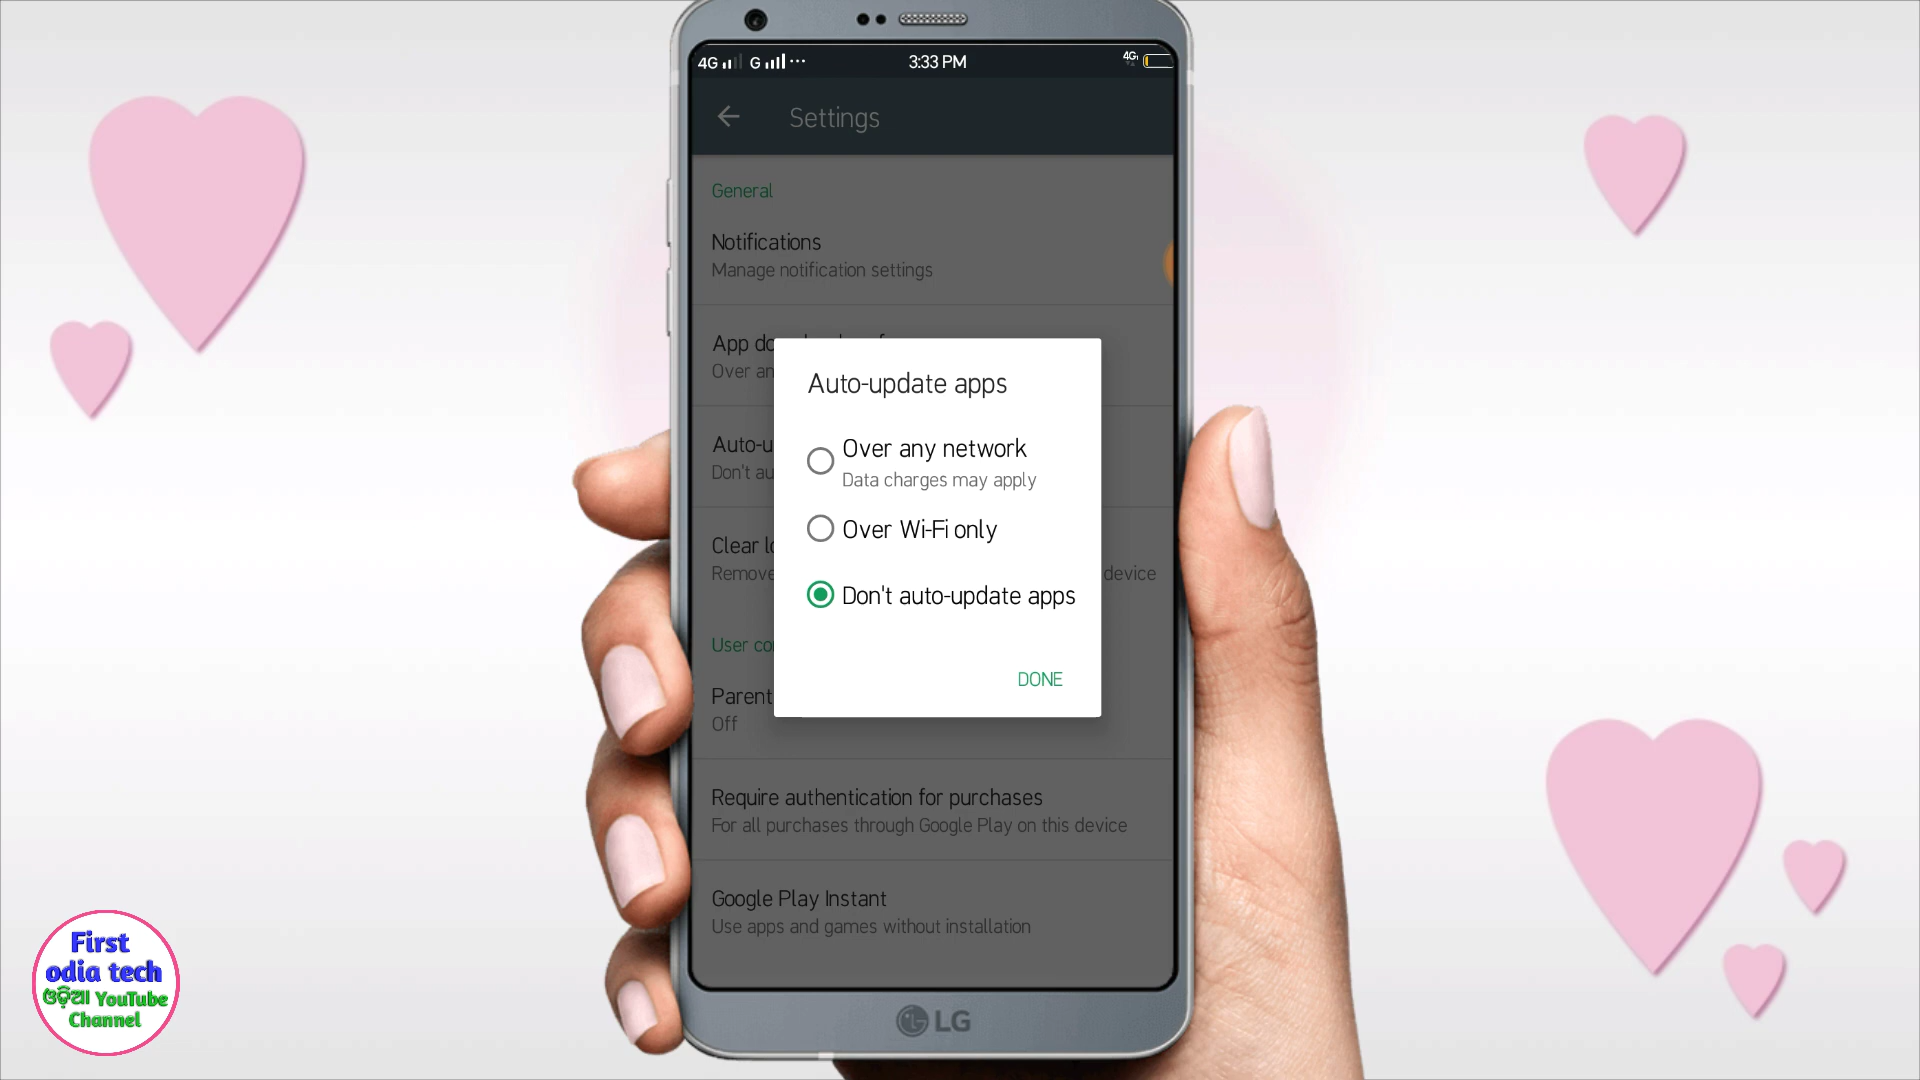 4G G ...
3:33 PM
4G
Settings
General
Notifications
Manage notification settings
App
Over
Auto-update apps
Over any network
Data charges may apply
Auto-u
Don't au
Over Wi-Fi only
Clear
Remove
device
Don't auto-update apps
User
DONE
Parent
Off
Require authentication for purchases
For all purchases through Google Play on this device
Google Play Instant
Use apps and games without installation
LG
First
odia tech
ଓଡ଼ିଆ YouTube
Channel